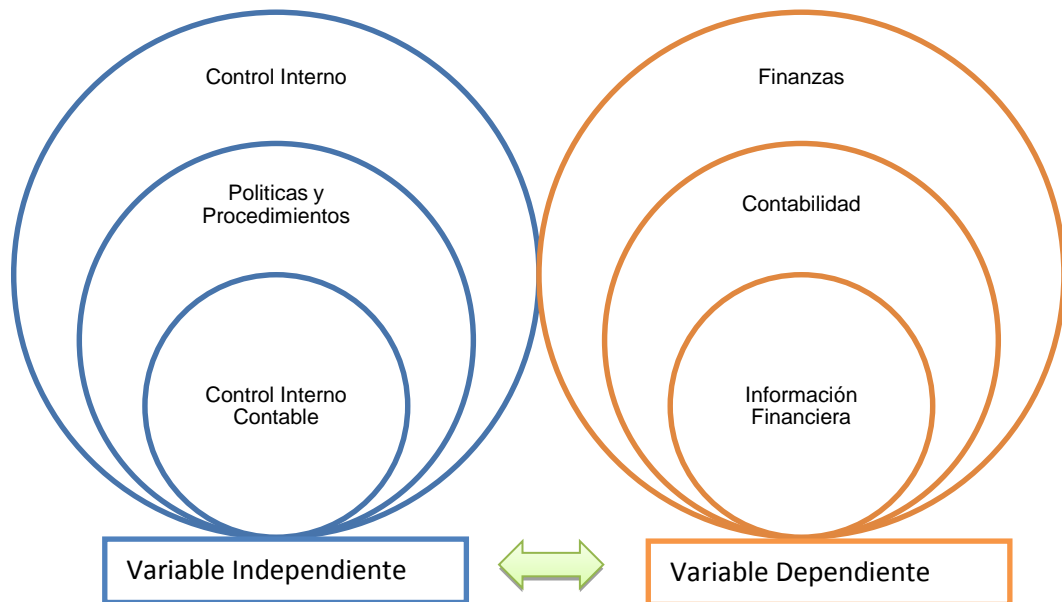 Control Interno
Politicas y
Procedimientos
Control Interno
Contable
Variable Independiente
Finanzas
Contabilidad
Información
Financiera
Variable Dependiente